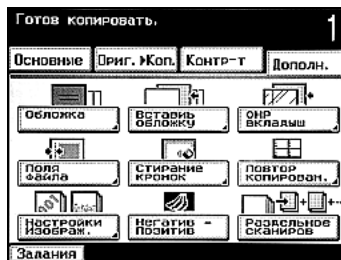 Готов копировать.
1
Основные
Ориг.►Коп.
Контр-т
Дополн.
Обложка
Вставиь
обложку
OHP
вкладыш
Поля
файла
Стирание
кромок
Повтор
копирован.
Настройки
Изображ.
Негатив -
Позитив
Раздельное
сканиров
Задания